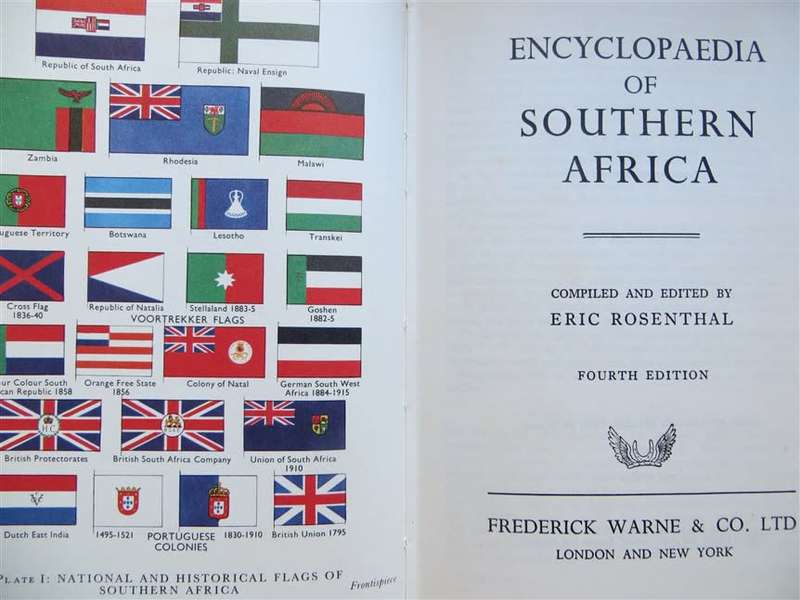 Republic of South Africa
Republic: Naval Ensign
Zambia
Rhodesia
Malawi
uguese Territory
Botswana
Lesotho
Transkei
Cross Flag
1836-40
Republic of Natalia
Stellaland 1883-5
Goshen
1882-5
VOORTREKKER FLAGS
our Colour South
can Republic 1858
Orange Free State
1856
Colony of Natal
German South West
Africa 1884-1915
British Protectorates
British South Africa Company
Union of South Africa
1910
Dutch East India
1495-1521
PORTUGUESE
COLONIES
1830-1910
British Union 1795
PLATE I: NATIONAL AND HISTORICAL FLAGS OF
SOUTHERN AFRICA
Frontispiece
ENCYCLOPAEDIA
OF
SOUTHERN
AFRICA
COMPILED AND EDITED BY
ERIC ROSENTHAL
FOURTH EDITION
FREDERICK WARNE & CO. LTD
LONDON AND NEW YORK